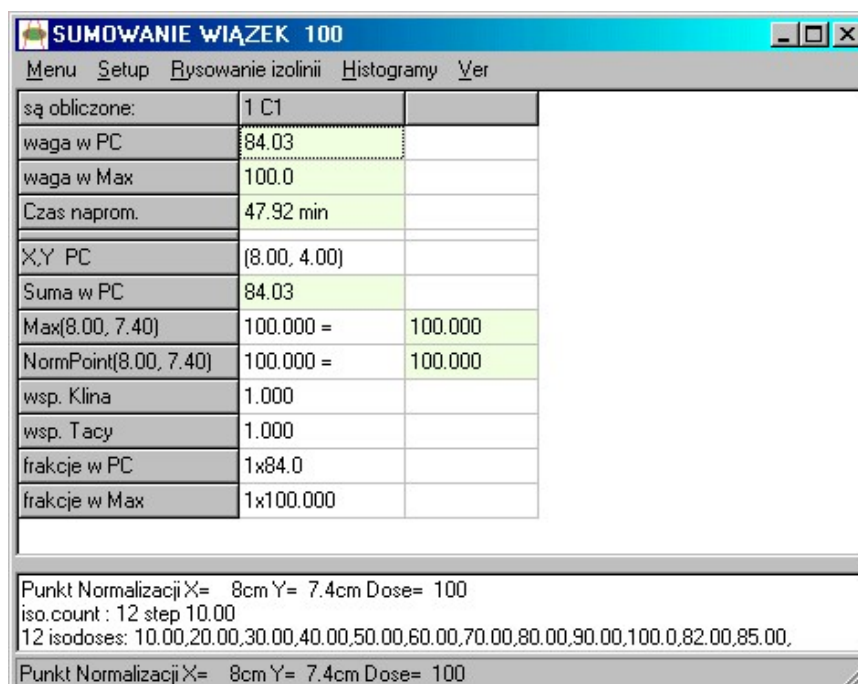 SUMOWANIE WIĄZEK 100
Menu Setup Rysowanie izolinii Histogramy Ver
są obliczone: 1 C1
waga w PC 84.03
waga w Max 100.0
Czas naprom. 47.92 min
X,Y PC (8.00, 4.00)
Suma w PC 84.03
Max(8.00, 7.40) 100.000 = 100.000
NormPoint(8.00, 7.40) 100.000 = 100.000
wsp. Klina 1.000
wsp. Tacy 1.000
frakcje w PC 1x84.0
frakcje w Max 1x100.000
Punkt Normalizacji X= 8cm Y= 7.4cm Dose= 100
iso.count : 12 step 10.00
12 isodoses: 10.00,20.00,30.00,40.00,50.00,60.00,70.00,80.00,90.00,100.0,82.00,85.00,
Punkt Normalizacji X= 8cm Y= 7.4cm Dose= 100